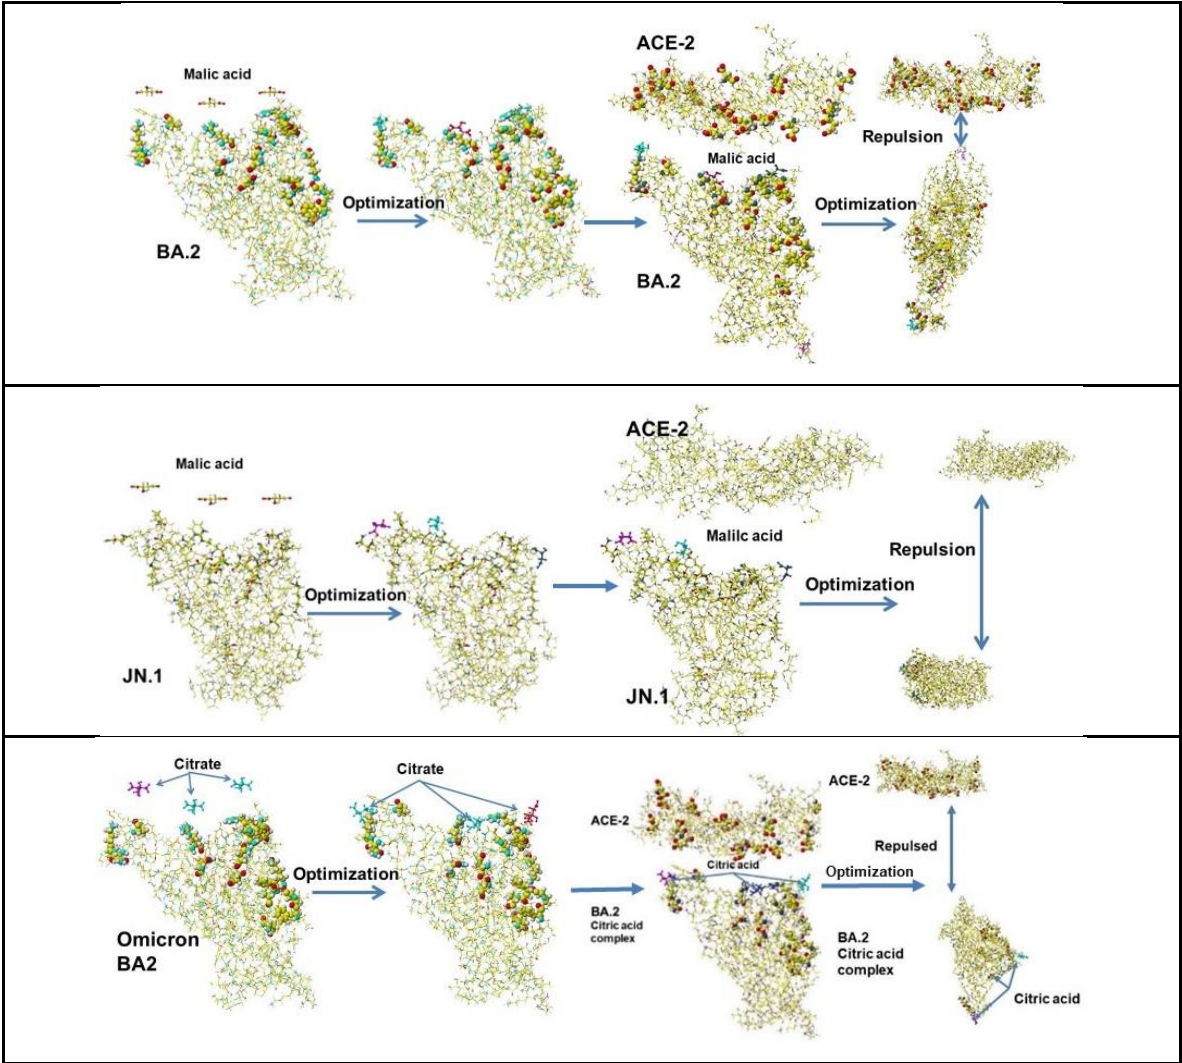 Malic acid
BA.2
Optimization
ACE-2
Malic acid
BA.2
Optimization
Repulsion
Malic acid
JN.1
Optimization
ACE-2
Malilc acid
JN.1
Optimization
Repulsion
Citrate
Omicron
BA2
Optimization
Citrate
ACE-2
Citric acid
BA.2
Citric acid
complex
Optimization
ACE-2
Repulsed
BA.2
Citric acid
complex
Citric acid